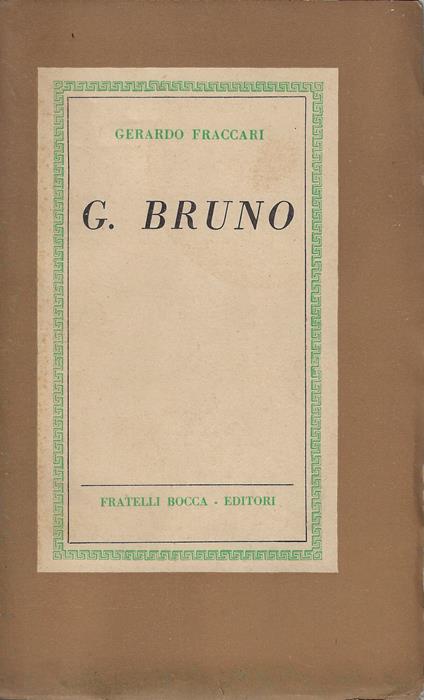 GERARDO FRACCARI
G. BRUNO
FRATELLI BOCCA - EDITORI